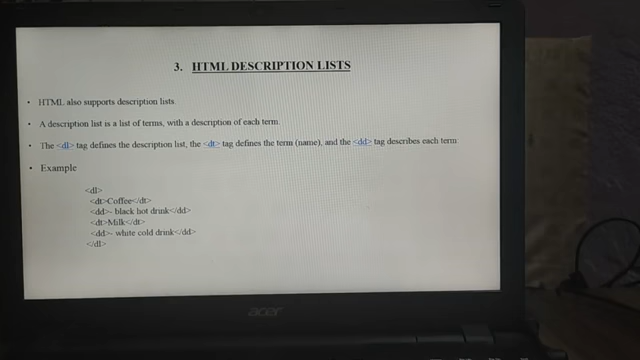 3. HTML DESCRIPTION LISTS
• HTML also supports description lists.
• A description list is a list of terms, with a description of each term.
• The <dl> tag defines the description list, the <dt> tag defines the term (name), and the <dd> tag describes each term
• Example
<dl>
<dt>Coffee</dt>
<dd>- black hot drink</dd>
<dt>Milk</dt>
<dd>- white cold drink</dd>
</dl>
acer